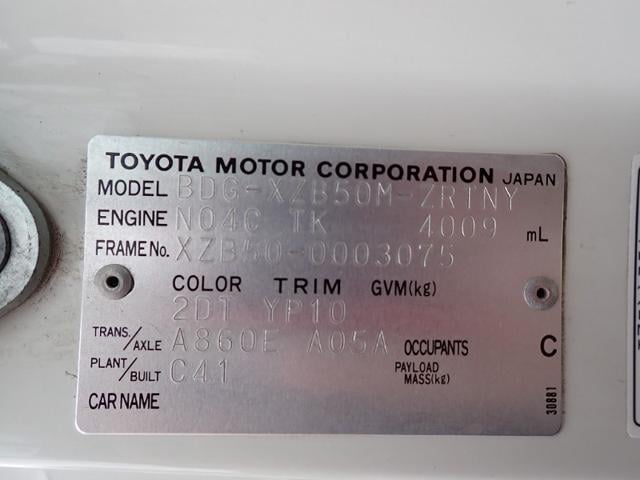 TOYOTA MOTOR CORPORATION JAPAN
MODEL BDG-XZB50M-ZRTNY
ENGINE N04C TK 4009 mL
FRAME No. XZB50-0003075
COLOR TRIM GVM(kg)
2DT YP10
TRANS./AXLE A860E A05A OCCUPANTS C
PLANT/BUILT C41 PAYLOAD MASS(kg)
CAR NAME
30881